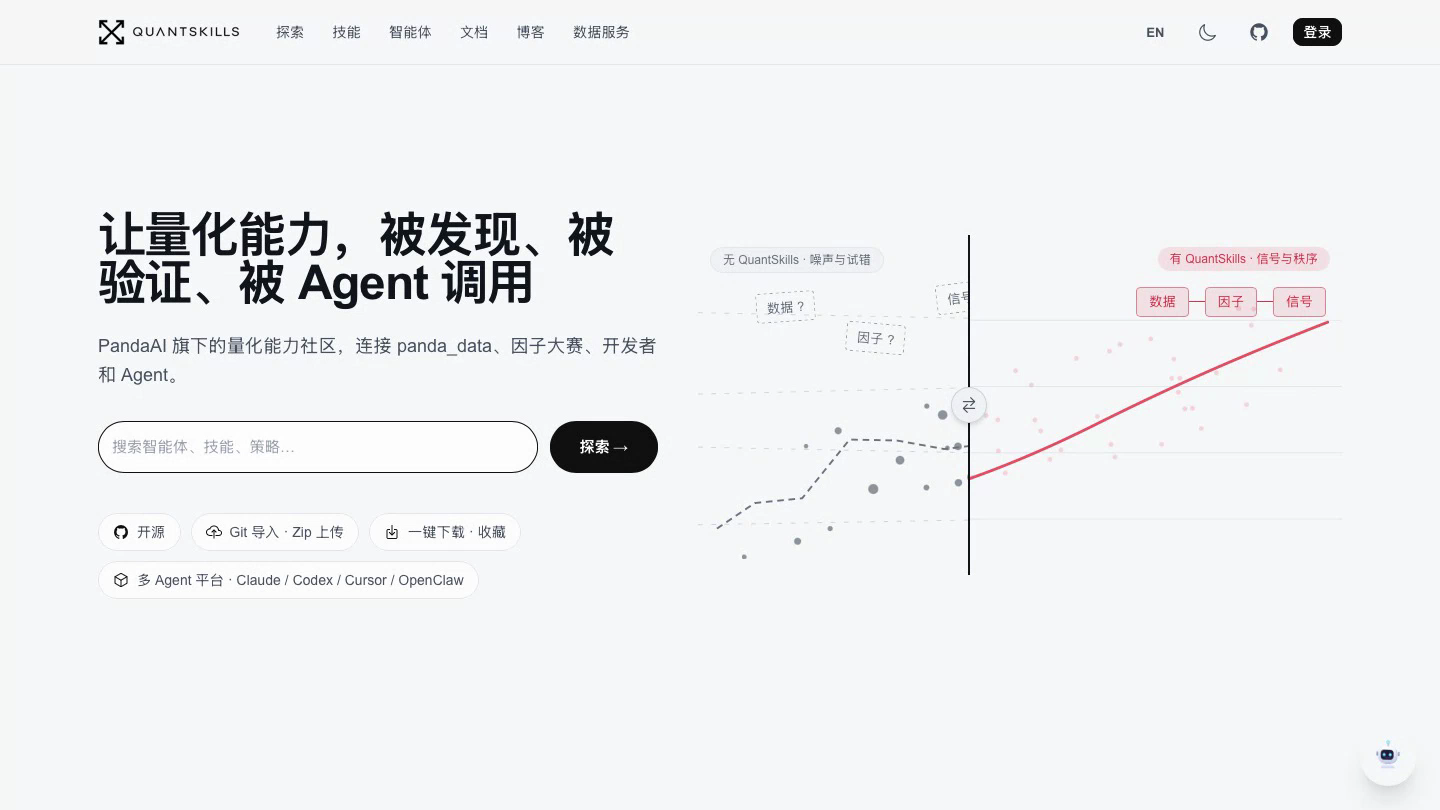 QUANTSKILLS 探索 技能 智能体 文档 博客 数据服务 EN 登录
让量化能力，被发现、被
验证、被 Agent 调用
PandaAI 旗下的量化能力社区，连接 panda_data、因子大赛、开发者
和 Agent。
搜索智能体、技能、策略...
探索 →
开源
Git 导入 · Zip 上传
一键下载 · 收藏
多 Agent 平台 · Claude / Codex / Cursor / OpenClaw
无 QuantSkills · 噪声与试错
数据 ?
信号
因子 ?
有 QuantSkills · 信号与秩序
数据
因子
信号